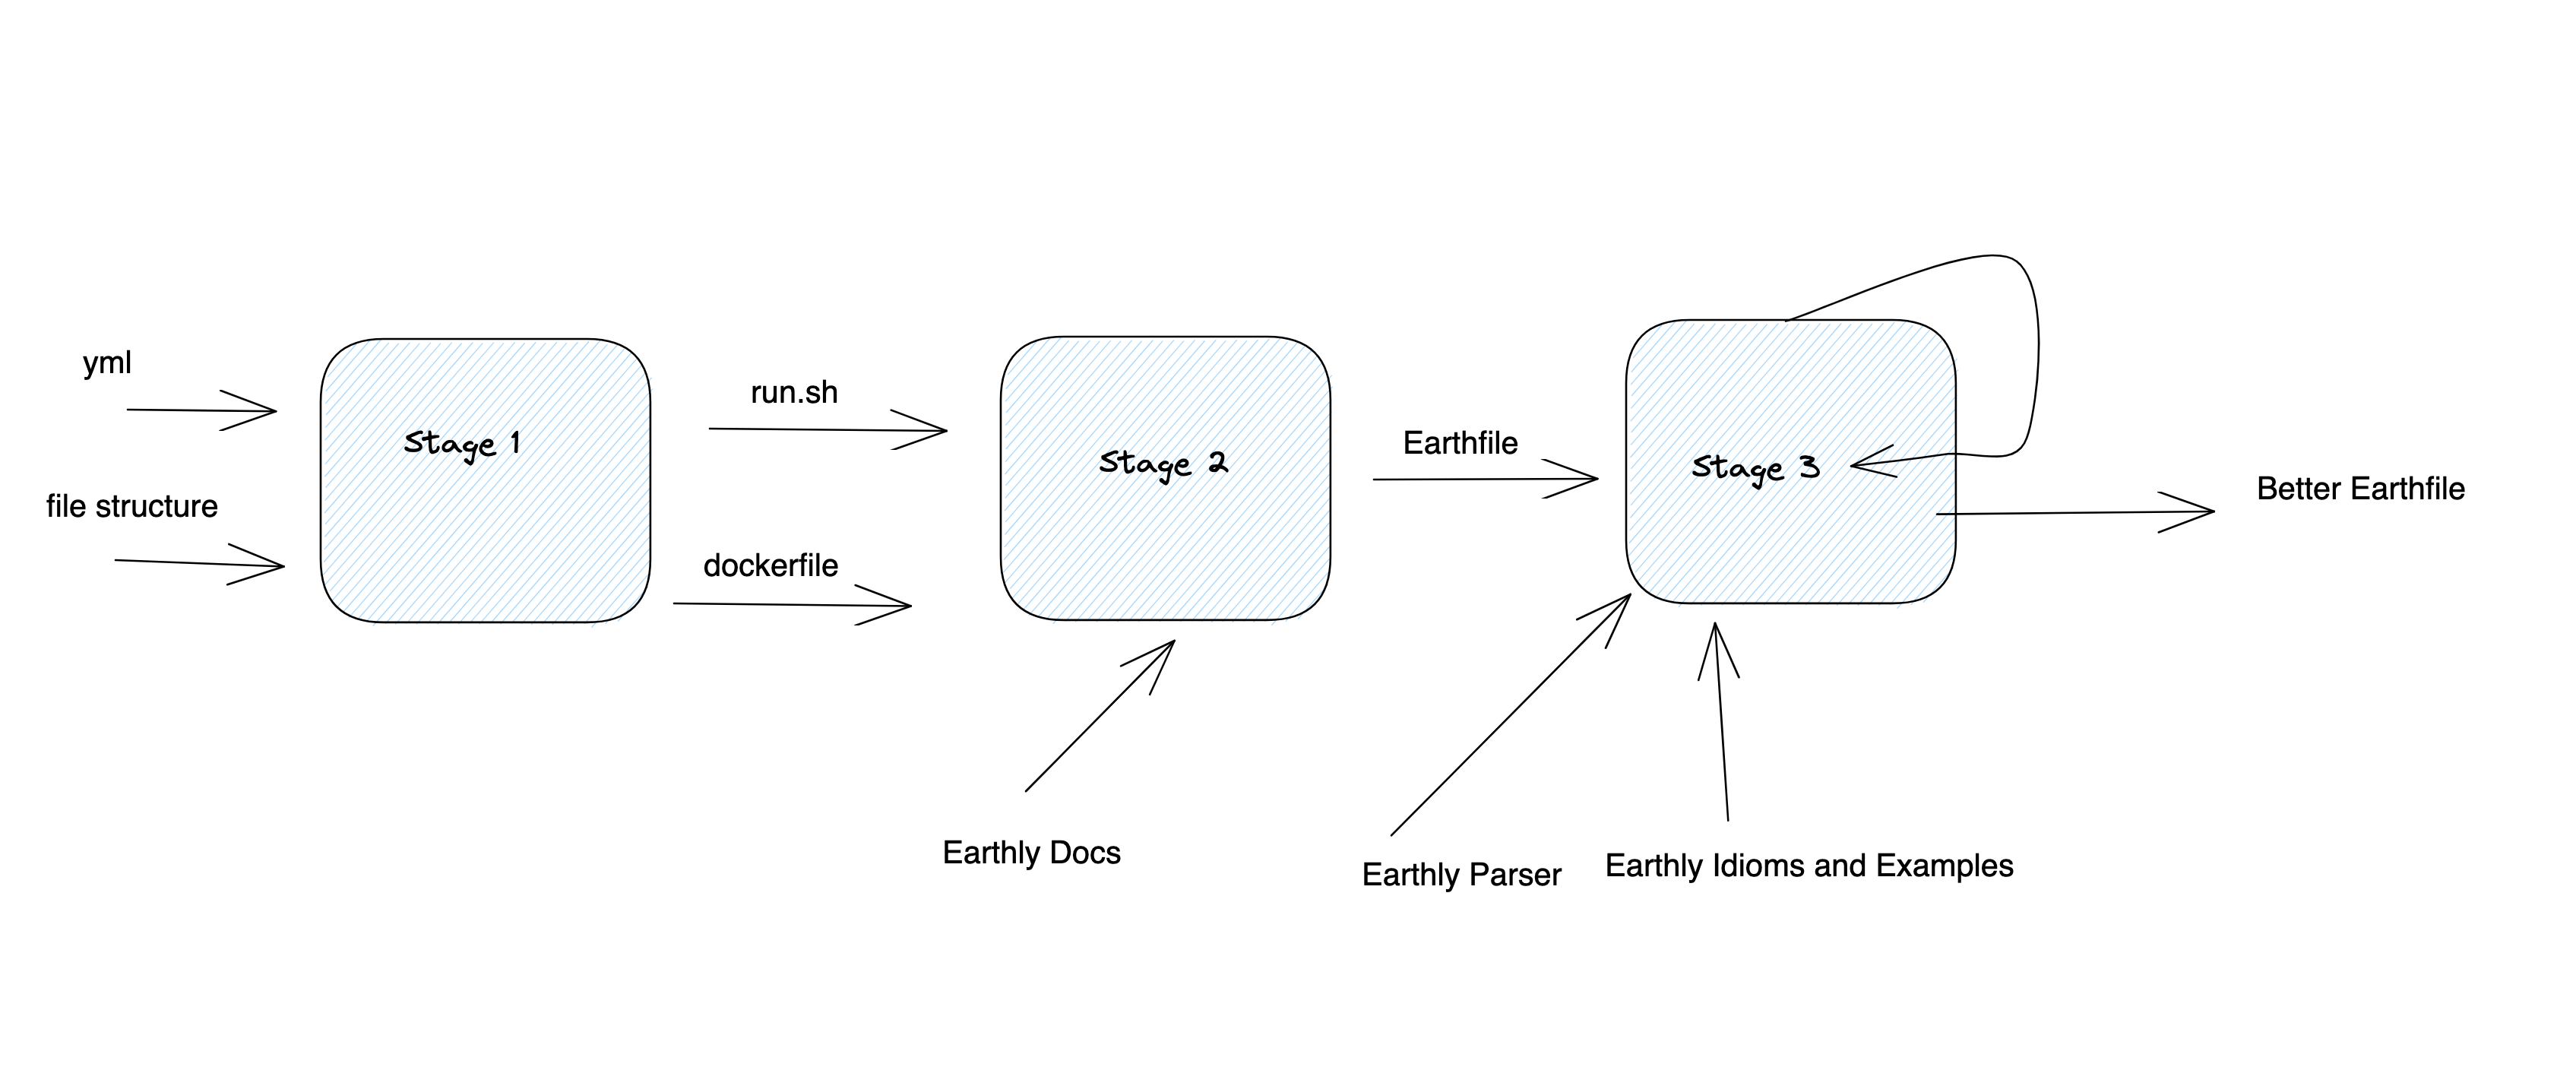 yml
file structure
Stage 1
run.sh
dockerfile
Stage 2
Earthly Docs
Earthfile
Stage 3
Earthly Parser
Earthly Idioms and Examples
Better Earthfile